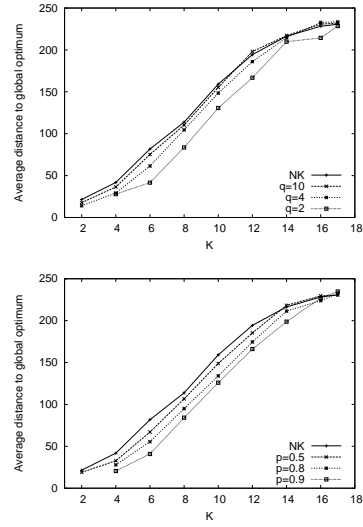 250
200
150
100
50
0
Average distance to global optimum
2 4 6 8 10 12 14 16 18
K
NK
q=10
q=4
q=2
250
200
150
100
50
0
Average distance to global optimum
2 4 6 8 10 12 14 16 18
K
NK
p=0.5
p=0.8
p=0.9